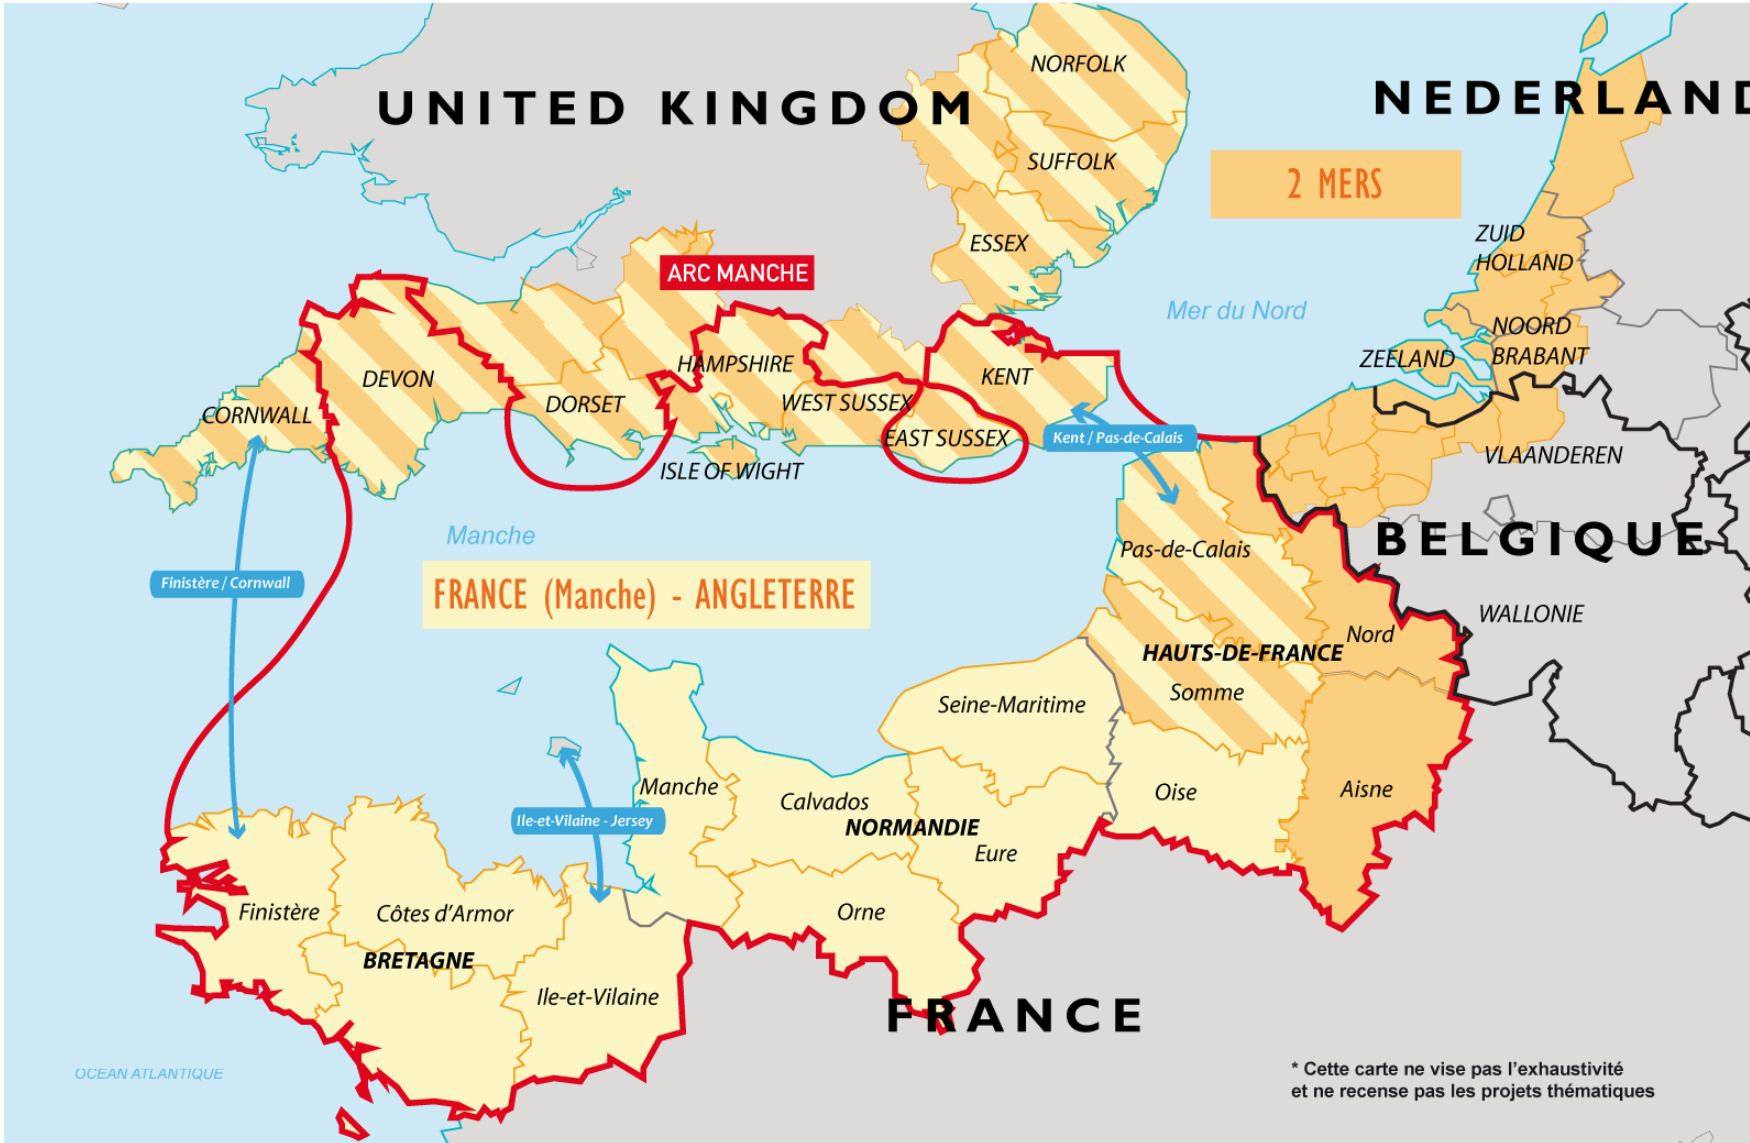 NORFOLK
UNITED KINGDOM
NEDERLAND
SUFFOLK
2 MERS
ESSEX
ZUID
HOLLAND
ARC MANCHE
Mer du Nord
NOORD
BRABANT
ZEELAND
HAMPSHIRE
DEVON
KENT
WEST SUSSEX
DORSET
CORNWALL
EAST SUSSEX
Kent / Pas-de-Calais
VLAANDEREN
ISLE OF WIGHT
Manche
BELGIQUE
Pas-de-Calais
Finistère / Cornwall
FRANCE (Manche) - ANGLETERRE
WALLONIE
Nord
HAUTS-DE-FRANCE
Somme
Seine-Maritime
Manche
Calvados
Oise
Aisne
Ile-et-Vilaine - Jersey
NORMANDIE
Eure
Finistère
Côtes d'Armor
Orne
BRETAGNE
Ile-et-Vilaine
FRANCE
OCEAN ATLANTIQUE
* Cette carte ne vise pas l'exhaustivité
et ne recense pas les projets thématiques